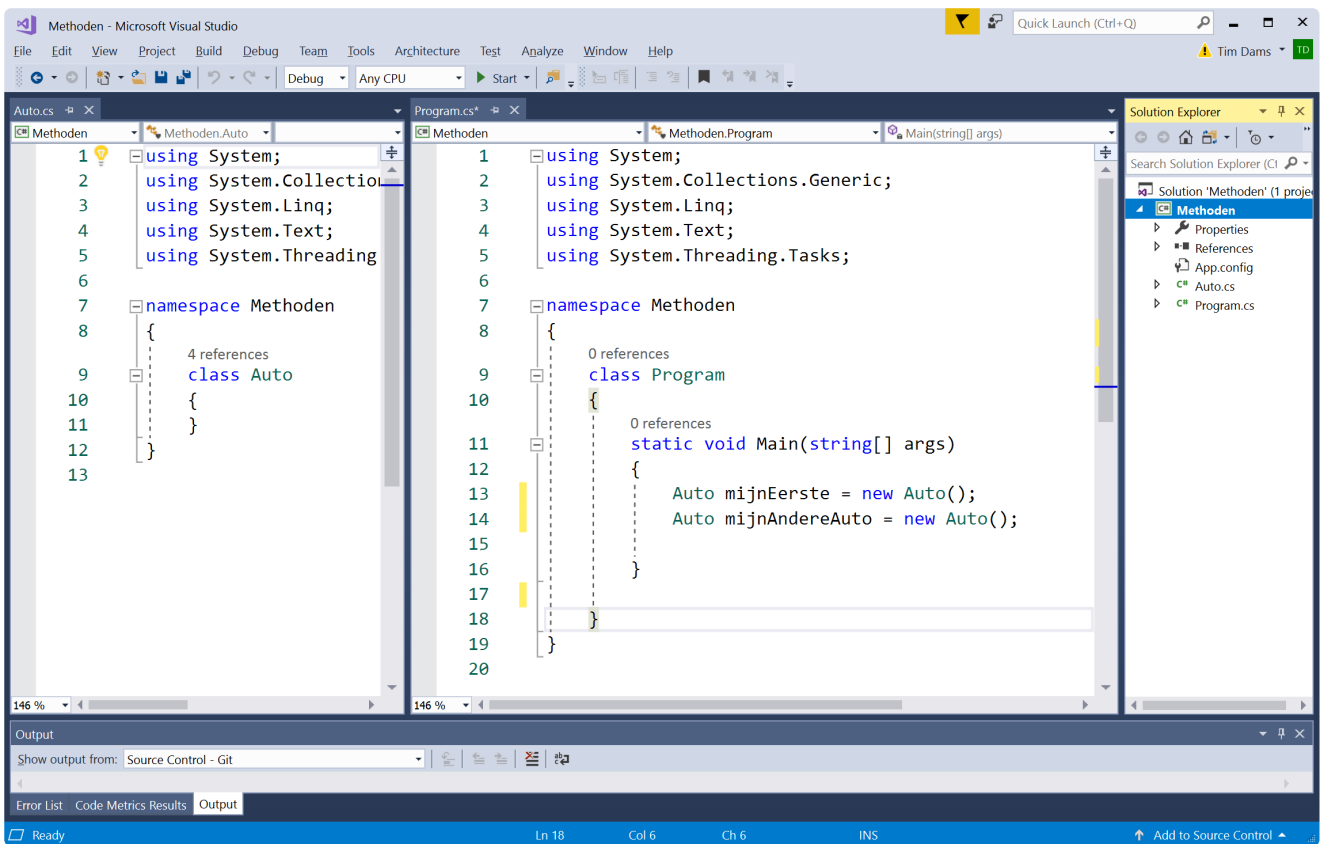 Methoden - Microsoft Visual Studio
Quick Launch (Ctrl+Q)
File Edit View Project Build Debug Team Tools Architecture Test Analyze Window Help
Tim Dams TD
Debug Any CPU Start
Auto.cs
Methoden Methoden.Auto
1 using System;
2 using System.Collection
3 using System.Linq;
4 using System.Text;
5 using System.Threading
6
7 namespace Methoden
8 {
4 references
9 class Auto
10 {
11 }
12 }
13
146 %
Program.cs*
Methoden Methoden.Program Main(string[] args)
1 using System;
2 using System.Collections.Generic;
3 using System.Linq;
4 using System.Text;
5 using System.Threading.Tasks;
6
7 namespace Methoden
8 {
0 references
9 class Program
10 {
0 references
11 static void Main(string[] args)
12 {
13 Auto mijnEerste = new Auto();
14 Auto mijnAndereAuto = new Auto();
15
16 }
17
18 }
19 }
20
146 %
Solution Explorer
Search Solution Explorer (Ct
Solution 'Methoden' (1 proje
C# Methoden
Properties
References
App.config
C# Auto.cs
C# Program.cs
Output
Show output from: Source Control - Git
Error List Code Metrics Results Output
Ready Ln 18 Col 6 Ch 6 INS Add to Source Control